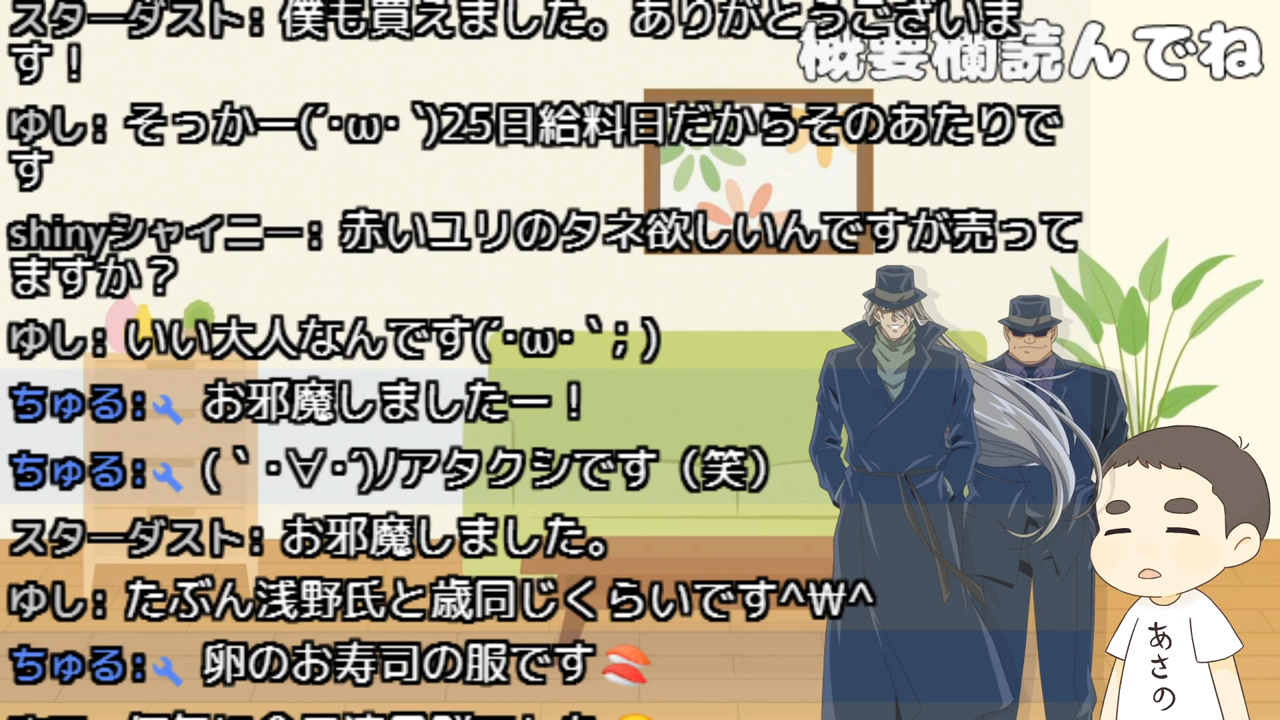 スターダスト: 僕も買えました。ありがとうございま
す！
概要欄読んでね
ゆし: そっかー(´･ω･`)25日給料日だからそのあたりで
す
shinyシャイニー: 赤いユリのタネ欲しいんですが売って
ますか？
ゆし: いい大人なんです(´･ω･`; )
ちゅる: お邪魔しましたー！
ちゅる: (｀･∀･´)ﾉアタクシです（笑）
スターダスト: お邪魔しました。
ゆし: たぶん浅野氏と歳同じくらいです^₩^
ちゅる: 卵のお寿司の服です🍣
あさの